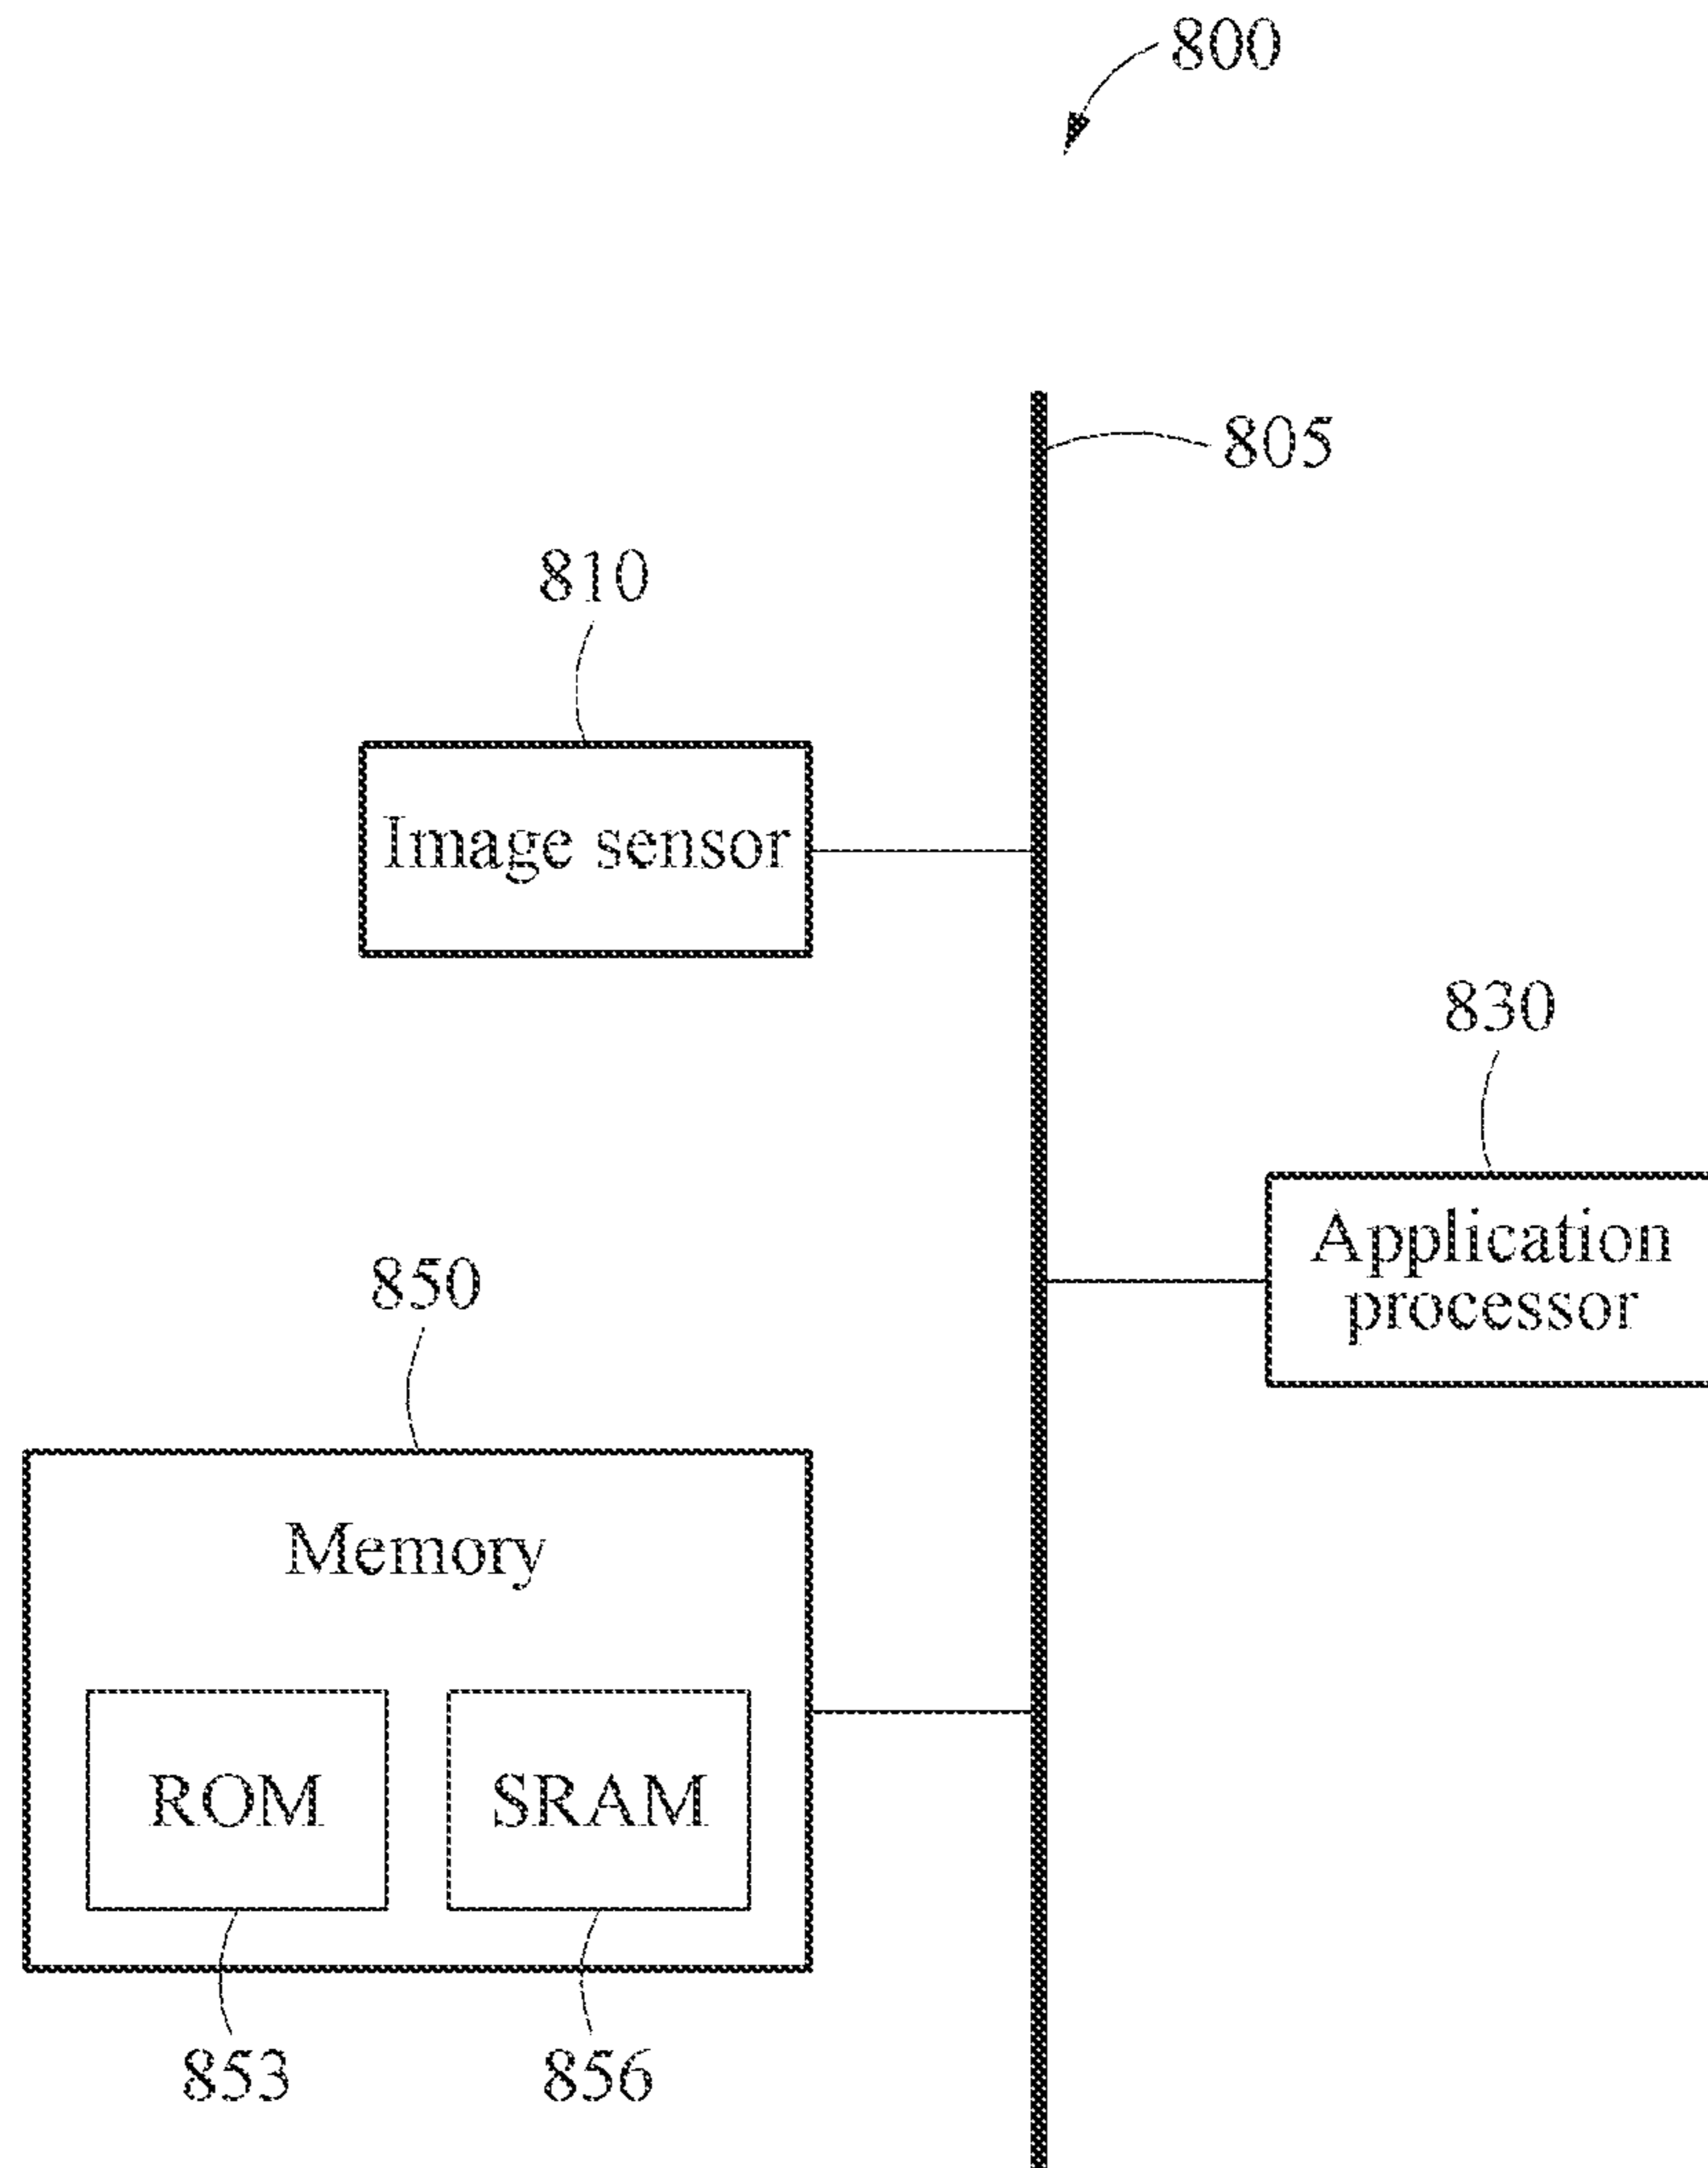 800
805
810
Image sensor
830
Application
processor
850
Memory
ROM
SRAM
853
856